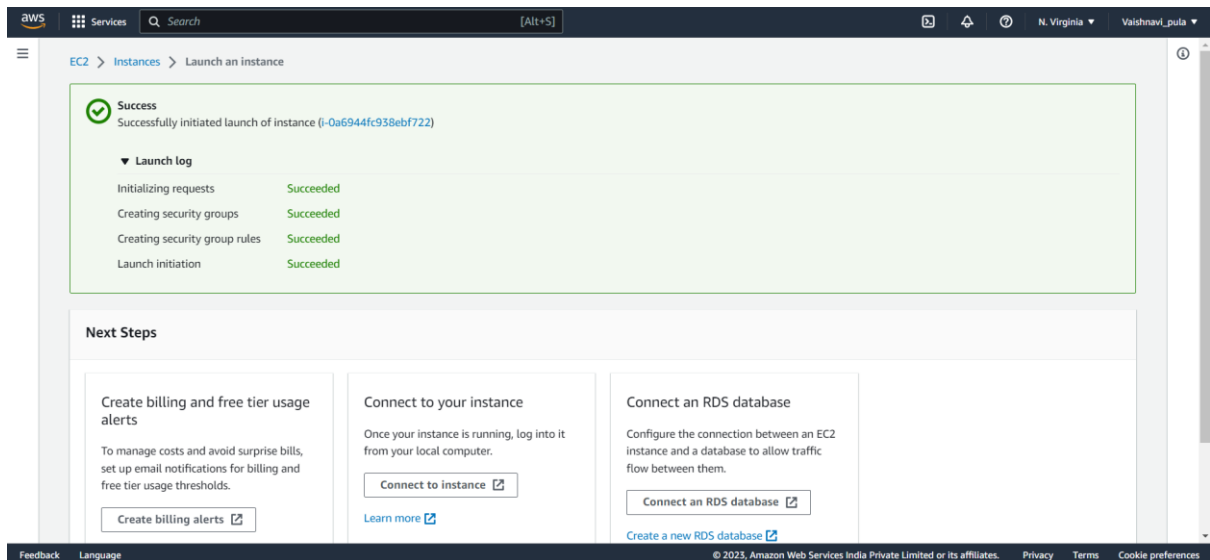 aws
Services
Search
[Alt+S]
N. Virginia
Vaishnavi_pula
EC2
Instances
Launch an instance
Success
Successfully initiated launch of instance (i-0a6944fc938ebf722)
Launch log
Initializing requests Succeeded
Creating security groups Succeeded
Creating security group rules Succeeded
Launch initiation Succeeded
Next Steps
Create billing and free tier usage
alerts
To manage costs and avoid surprise bills,
set up email notifications for billing and
free tier usage thresholds.
Create billing alerts
Connect to your instance
Once your instance is running, log into it
from your local computer.
Connect to instance
Learn more
Connect an RDS database
Configure the connection between an EC2
instance and a database to allow traffic
flow between them.
Connect an RDS database
Create a new RDS database
Feedback
Language
© 2023, Amazon Web Services India Private Limited or its affiliates.
Privacy
Terms
Cookie preferences